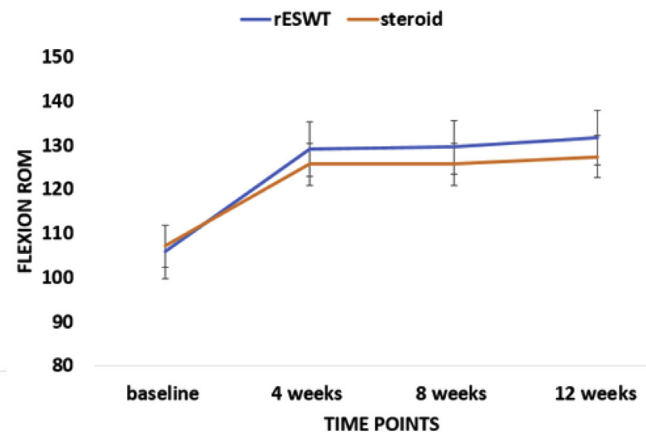 rESWT steroid
150
140
130
120
110
100
90
80
FLEXION ROM
baseline 4 weeks 8 weeks 12 weeks
TIME POINTS